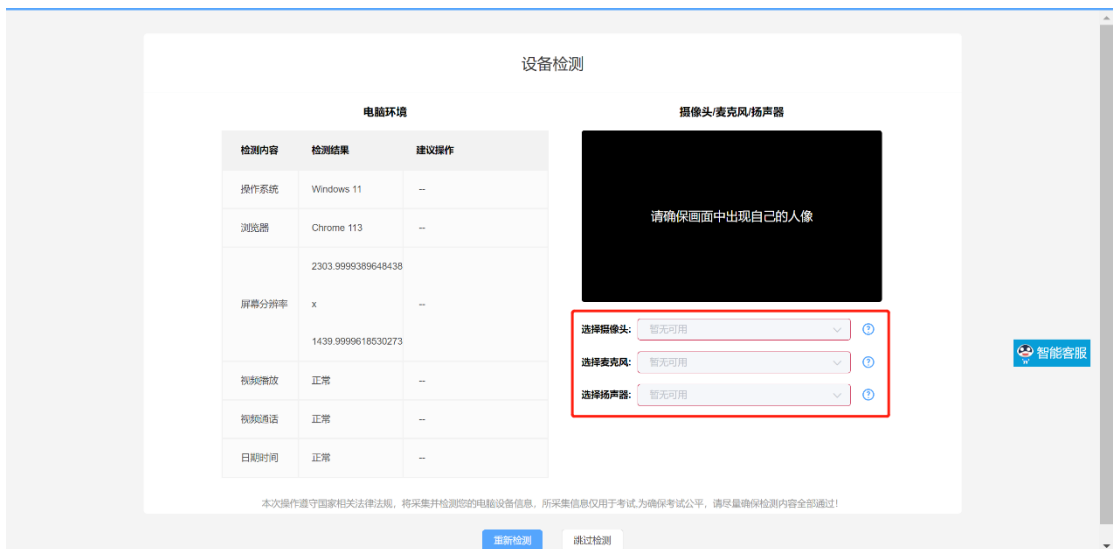 设备检测
电脑环境
检测内容 检测结果 建议操作
操作系统 Windows 11 --
浏览器 Chrome 113 --
屏幕分辨率 2303.9999389648438 x 1439.9999618530273 --
视频播放 正常 --
视频通话 正常 --
日期时间 正常 --
摄像头/麦克风/扬声器
请确保画面中出现自己的人像
选择摄像头: 暂无可用
选择麦克风: 暂无可用
选择扬声器: 暂无可用
智能客服
本次操作遵守国家相关法律法规，将采集并检测您的电脑设备信息。所采集信息仅用于考试,为确保考试公平，请尽量确保检测内容全部通过！
重新检测 跳过检测